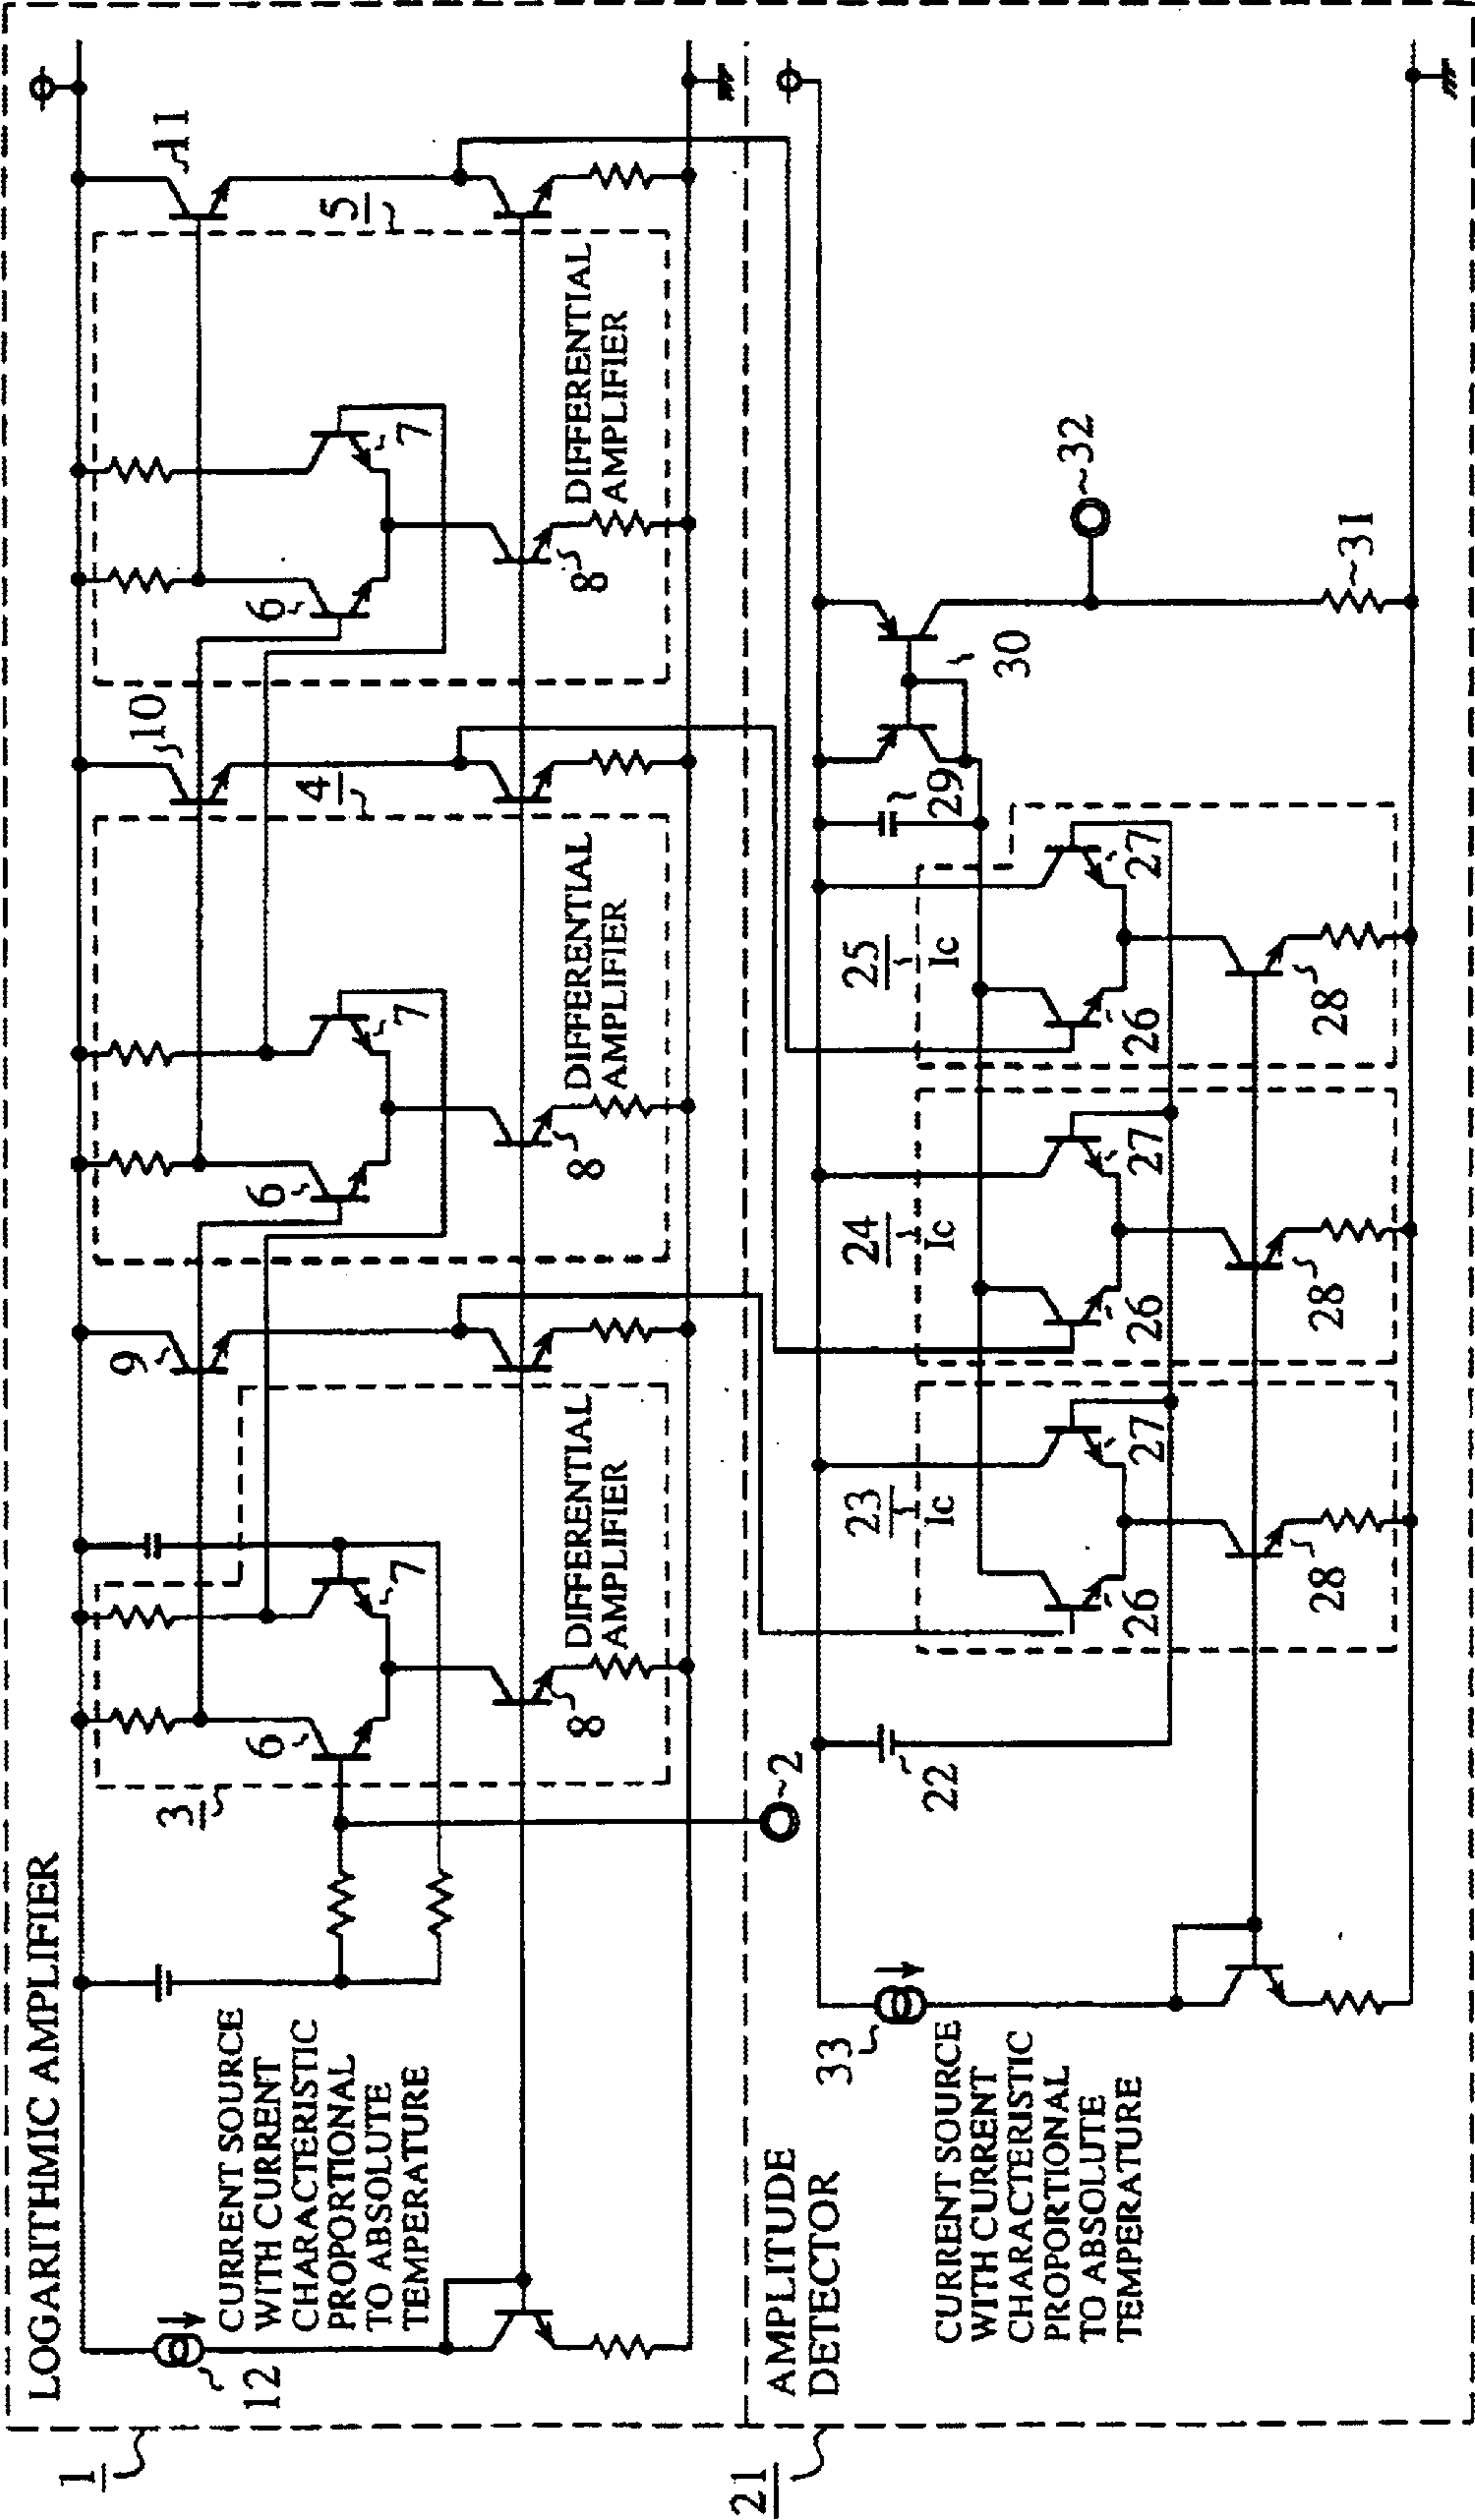 1
LOGARITHMIC AMPLIFIER
12
CURRENT SOURCE
WITH CURRENT
CHARACTERISTIC
PROPORTIONAL
TO ABSOLUTE
TEMPERATURE
3
6
7
8
DIFFERENTIAL
AMPLIFIER
9
4
6
7
8
DIFFERENTIAL
AMPLIFIER
10
5
6
7
8
DIFFERENTIAL
AMPLIFIER
11
2
21
AMPLITUDE
DETECTOR
33
CURRENT SOURCE
WITH CURRENT
CHARACTERISTIC
PROPORTIONAL
TO ABSOLUTE
TEMPERATURE
22
23
Ic
26
27
28
24
Ic
26
27
28
25
Ic
26
27
28
29
30
31
32